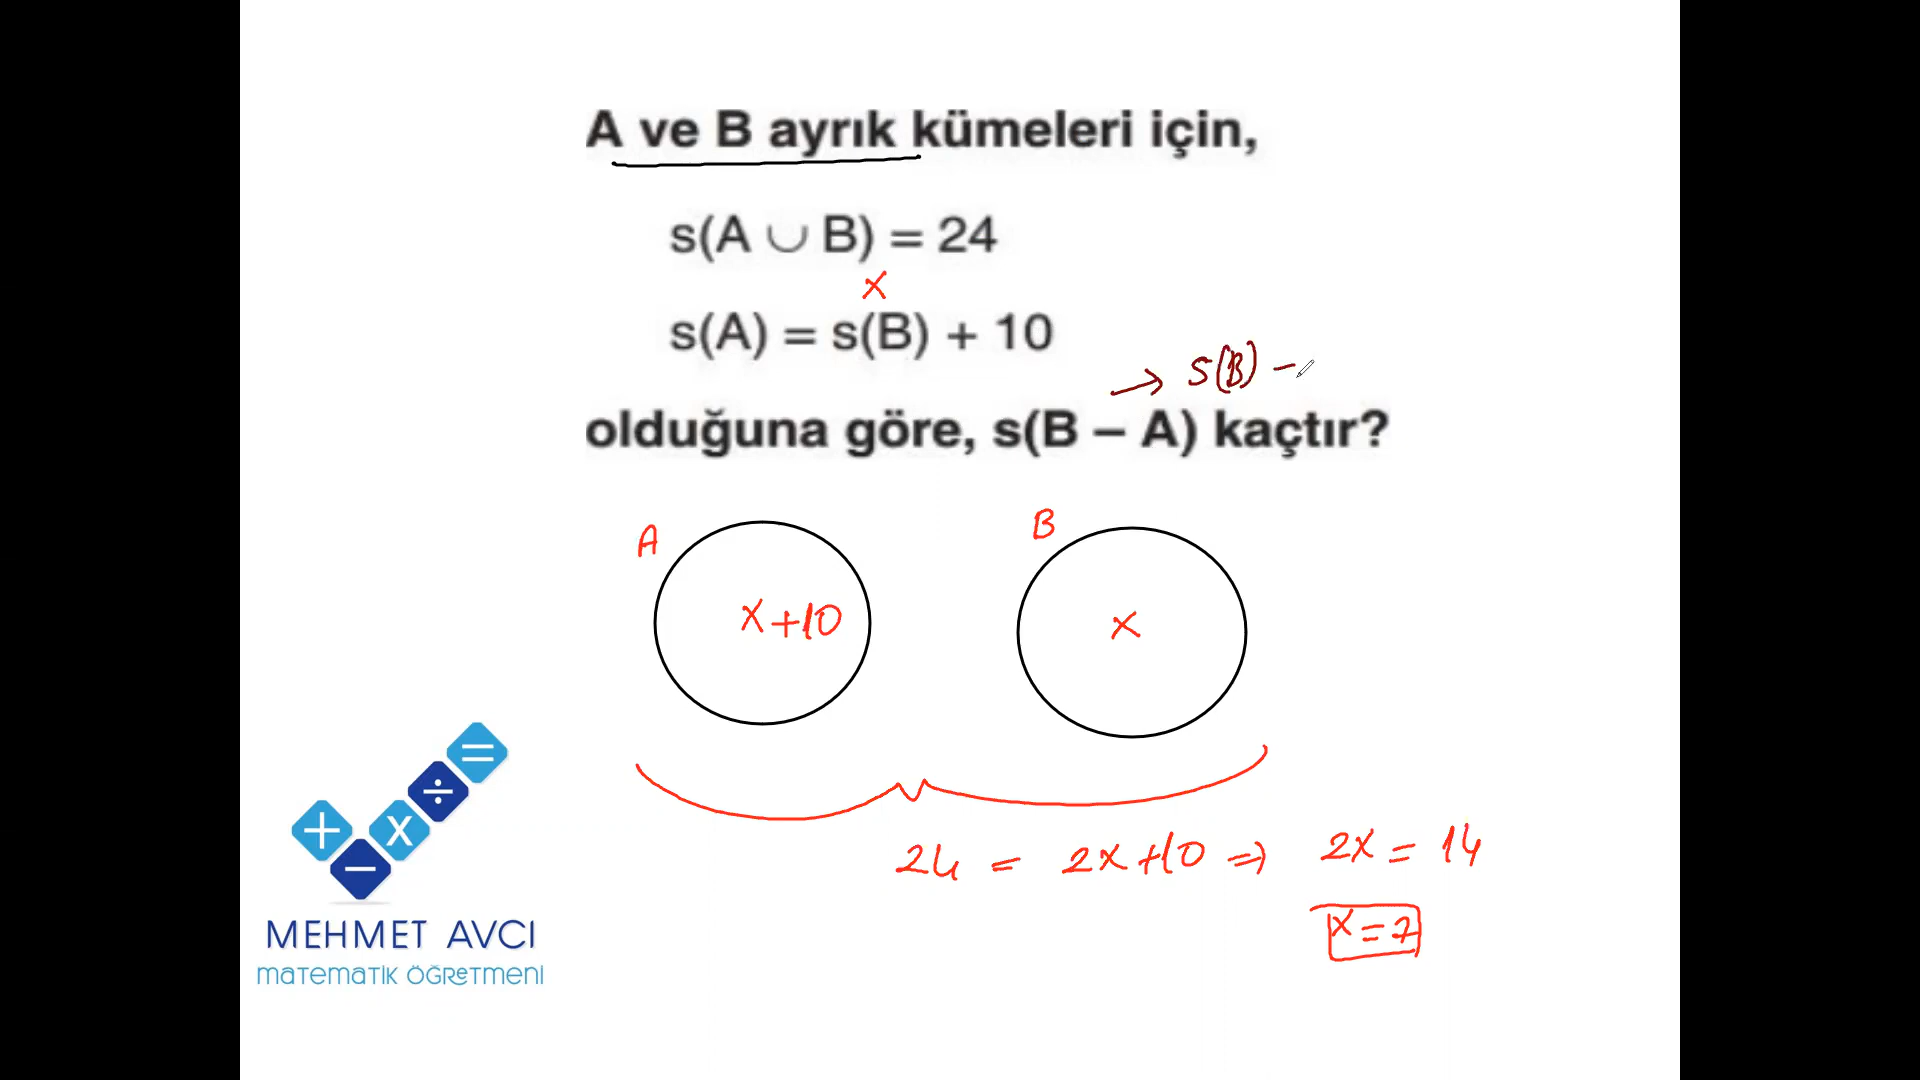 A ve B ayrık kümeleri için,
s(A ∪ B) = 24
x
s(A) = s(B) + 10
→ s(B) –
olduğuna göre, s(B – A) kaçtır?
A
B
x+10
x
24 = 2x+10 ⇒ 2x = 14
x = 7
+ − x ÷ =
MEHMET AVCI
matematik öğretmeni